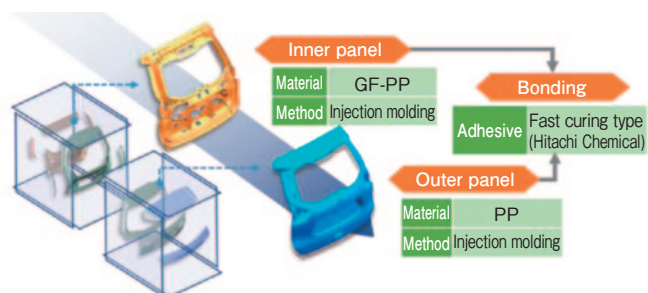 Inner panel
Material GF-PP
Method Injection molding
Bonding
Adhesive Fast curing type
(Hitachi Chemical)
Outer panel
Material PP
Method Injection molding